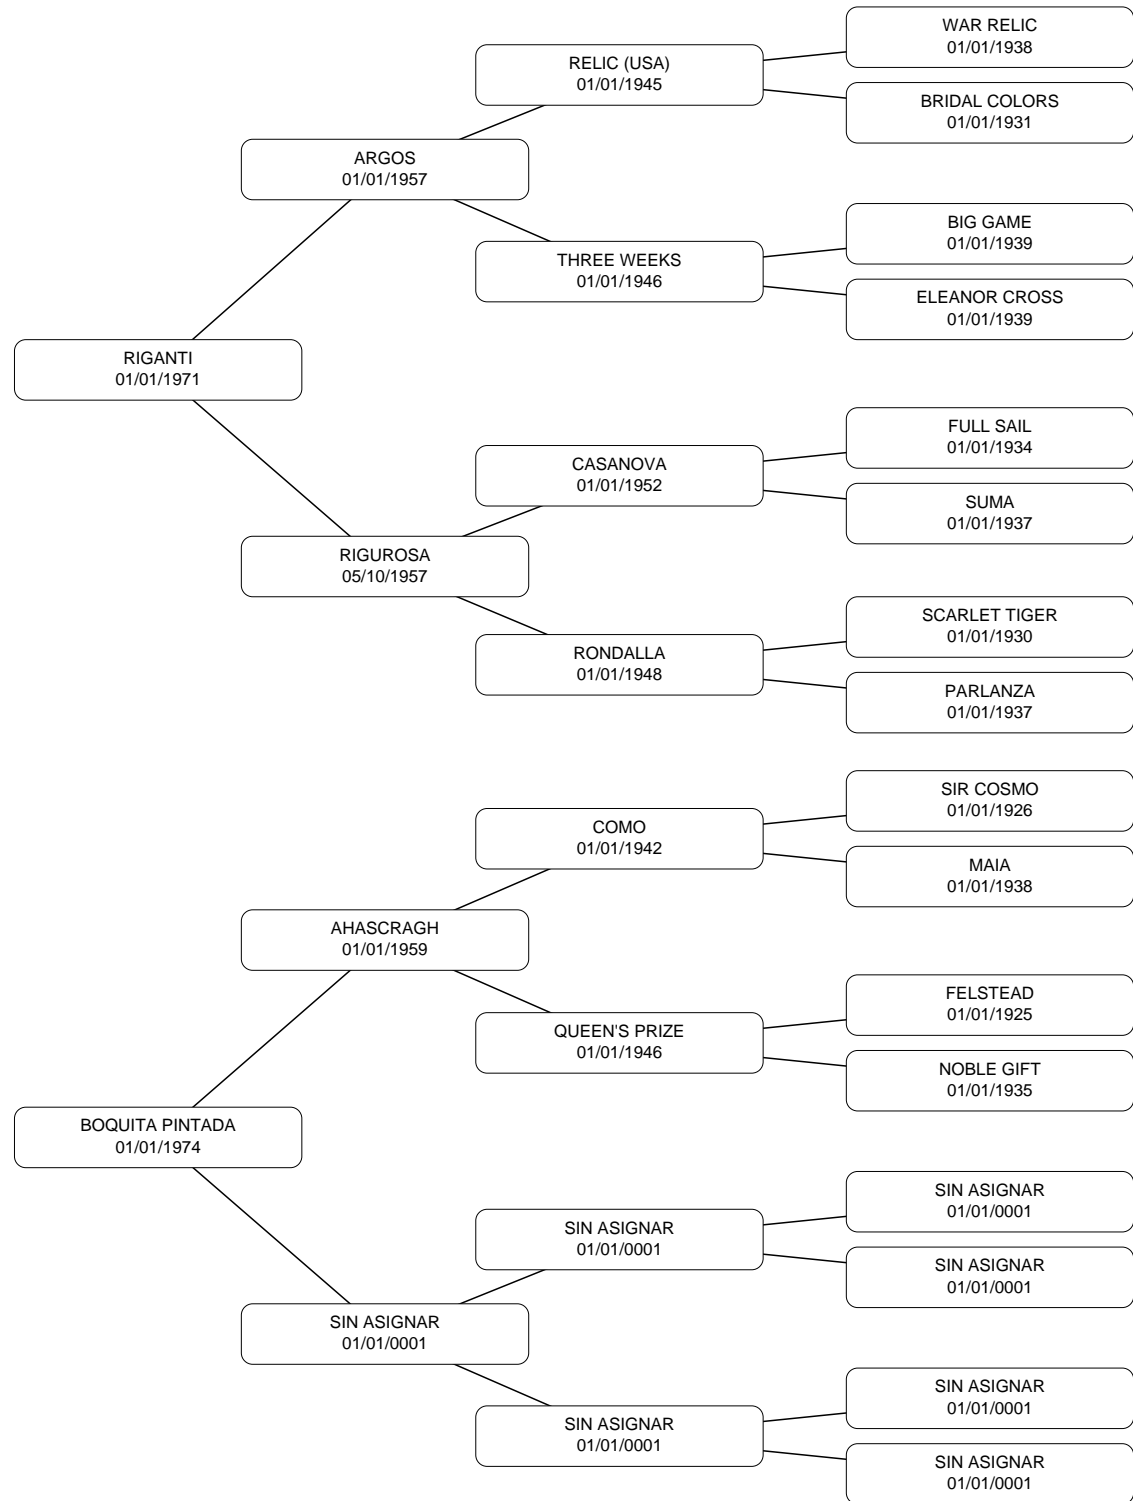 WAR RELIC
01/01/1938
RELIC (USA)
01/01/1945
BRIDAL COLORS
01/01/1931
ARGOS
01/01/1957
BIG GAME
01/01/1939
THREE WEEKS
01/01/1946
ELEANOR CROSS
01/01/1939
RIGANTI
01/01/1971
FULL SAIL
01/01/1934
CASANOVA
01/01/1952
SUMA
01/01/1937
RIGUROSA
05/10/1957
SCARLET TIGER
01/01/1930
RONDALLA
01/01/1948
PARLANZA
01/01/1937
SIR COSMO
01/01/1926
COMO
01/01/1942
MAIA
01/01/1938
AHASCRAGH
01/01/1959
FELSTEAD
01/01/1925
QUEEN'S PRIZE
01/01/1946
NOBLE GIFT
01/01/1935
BOQUITA PINTADA
01/01/1974
SIN ASIGNAR
01/01/0001
SIN ASIGNAR
01/01/0001
SIN ASIGNAR
01/01/0001
SIN ASIGNAR
01/01/0001
SIN ASIGNAR
01/01/0001
SIN ASIGNAR
01/01/0001
SIN ASIGNAR
01/01/0001